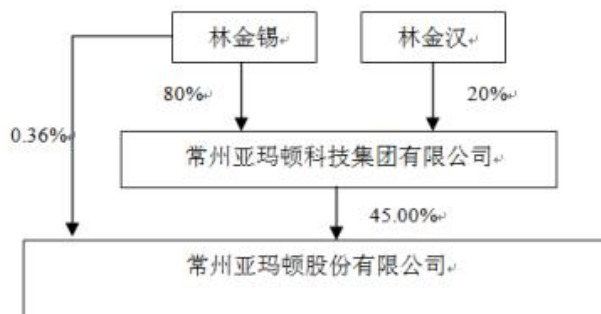 林金锡 林金汉
80% 20%
0.36%
常州亚玛顿科技集团有限公司
45.00%
常州亚玛顿股份有限公司